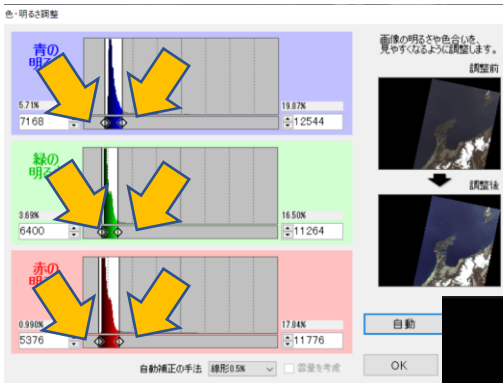 色・明るさ調整
青の
明る
5.71%
19.87%
7168
12544
緑の
明
3.69%
16.50%
6400
11264
赤の
明
0.990%
17.84%
5376
11776
自動補正の手法
線形0.5%
雲量を考慮
画像の明るさや色合いを、
見やすくなるように調整します。
調整前
調整後
自動
OK